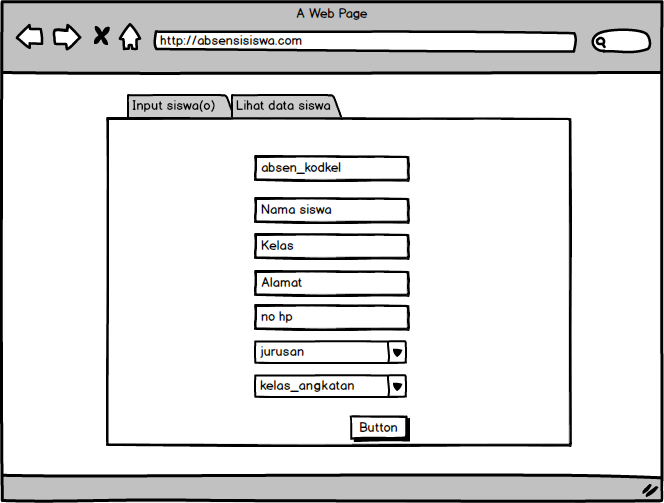 A Web Page
http://absensisiswa.com
Input siswa(o)
Lihat data siswa
absen_kodkel
Nama siswa
Kelas
Alamat
no hp
jurusan
kelas_angkatan
Button